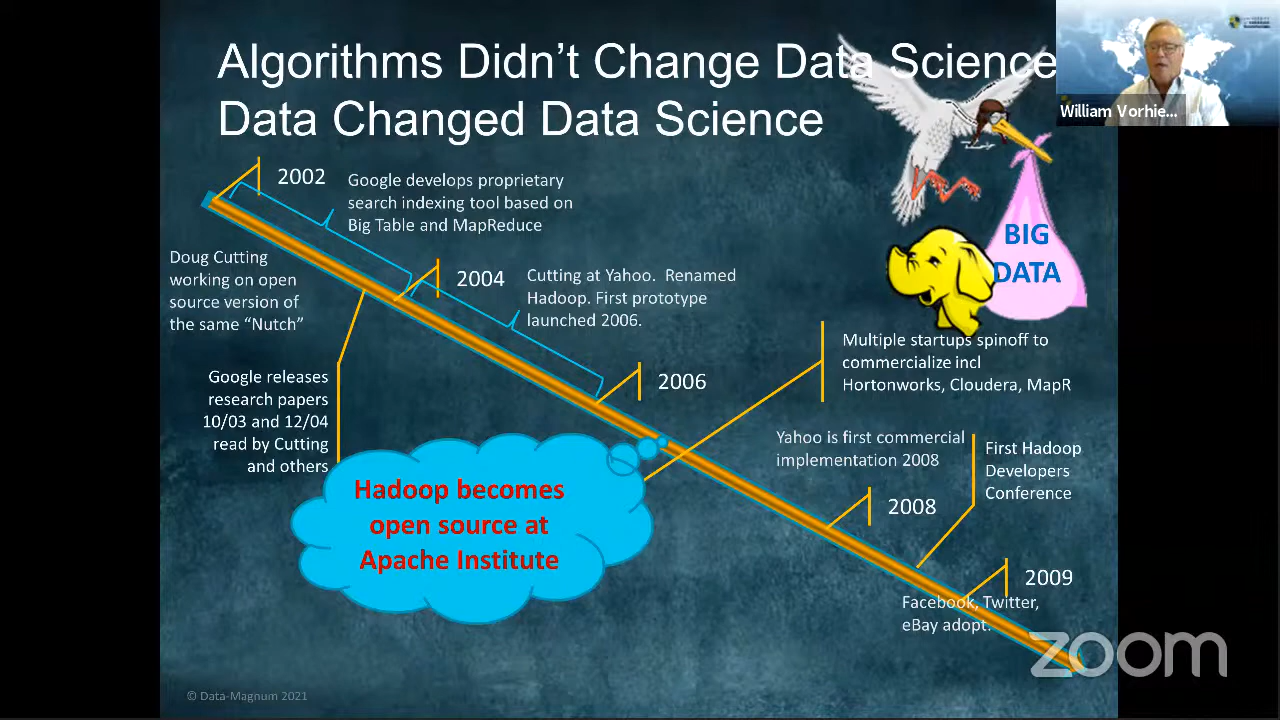 Algorithms Didn't Change Data Science
Data Changed Data Science
William Vorhie...
2002
Google develops proprietary
search indexing tool based on
Big Table and MapReduce
Doug Cutting
working on open
source version of
the same “Nutch”
2004
Cutting at Yahoo. Renamed
Hadoop. First prototype
launched 2006.
BIG
DATA
Google releases
research papers
10/03 and 12/04
read by Cutting
and others
2006
Multiple startups spinoff to
commercialize incl
Hortonworks, Cloudera, MapR
Hadoop becomes
open source at
Apache Institute
Yahoo is first commercial
implementation 2008
First Hadoop
Developers
Conference
2008
2009
Facebook, Twitter,
eBay adopt.
zoom
© Data-Magnum 2021